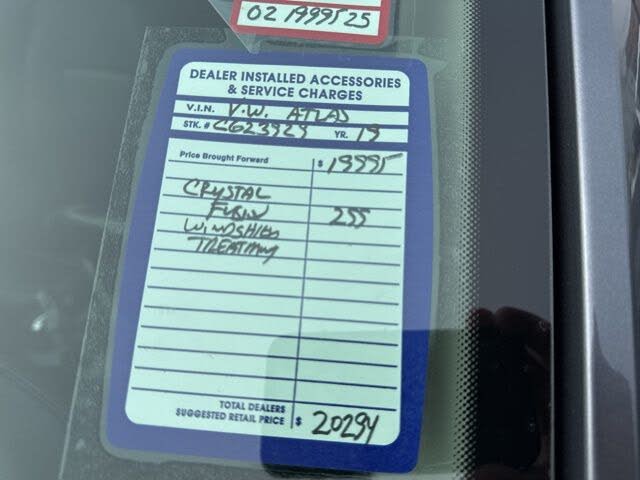 02 1999525
DEALER INSTALLED ACCESSORIES
& SERVICE CHARGES
V.I.N. V.W. ATLAS
STK. # C623929 YR. 19
Price Brought Forward $ 19995
CRYSTAL
FUSION 255
WINDSHIELD
TREATMENT
TOTAL DEALERS
SUGGESTED RETAIL PRICE $ 20294